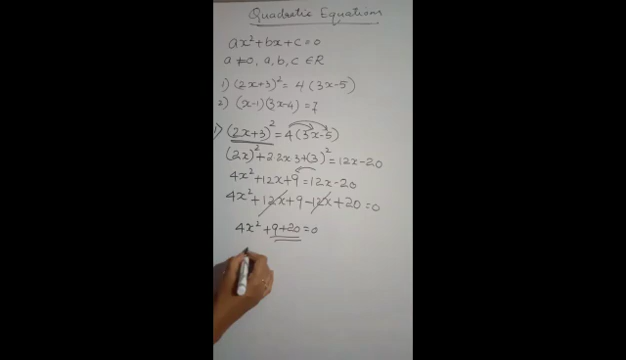 Quadratic Equations
ax²+bx+c=0
a≠0, a,b,c ∈R
1) (2x+3)² = 4(3x-5)
2) (x-1)(3x-4)=7
1) (2x+3)² = 4(3x-5)
(2x)²+2.2x.3+(3)²=12x-20
4x²+12x+9=12x-20
4x²+12x+9-12x+20=0
4x²+9+20=0